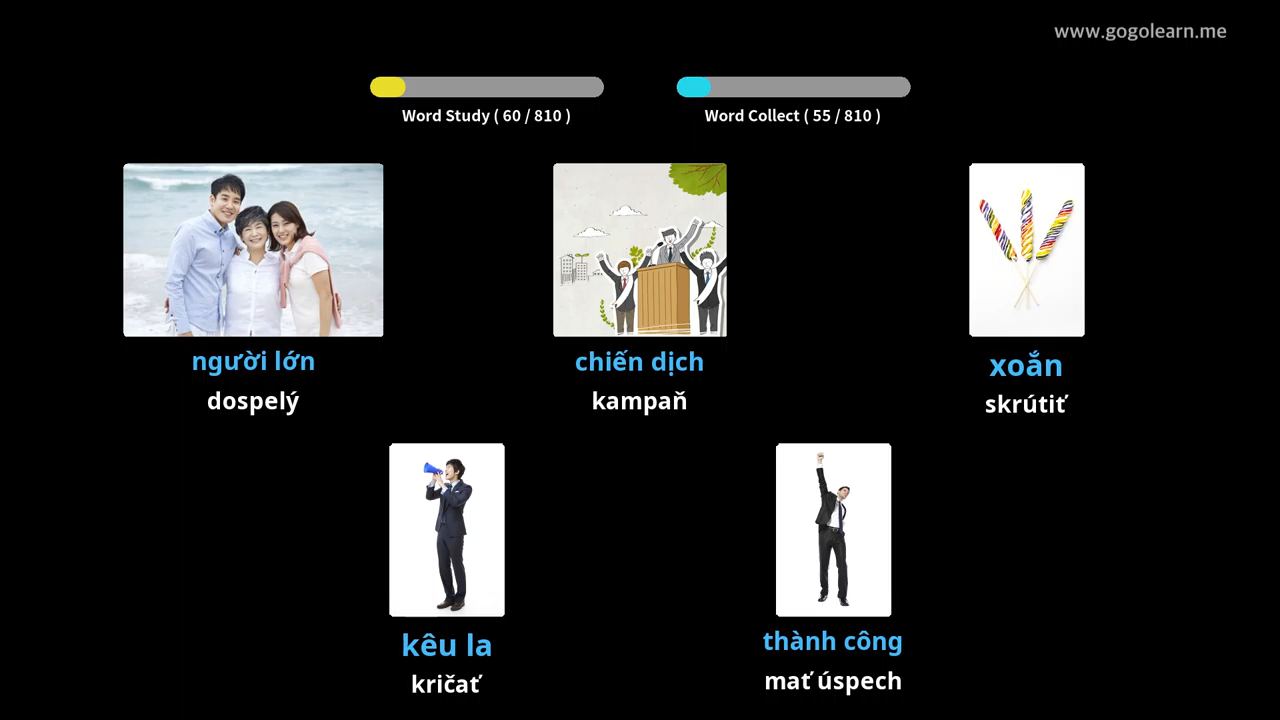 www.gogolearn.me
Word Study ( 60 / 810 )
Word Collect ( 55 / 810 )
người lớn
dospelý
chiến dịch
kampaň
xoắn
skrútiť
kêu la
kričať
thành công
mať úspech